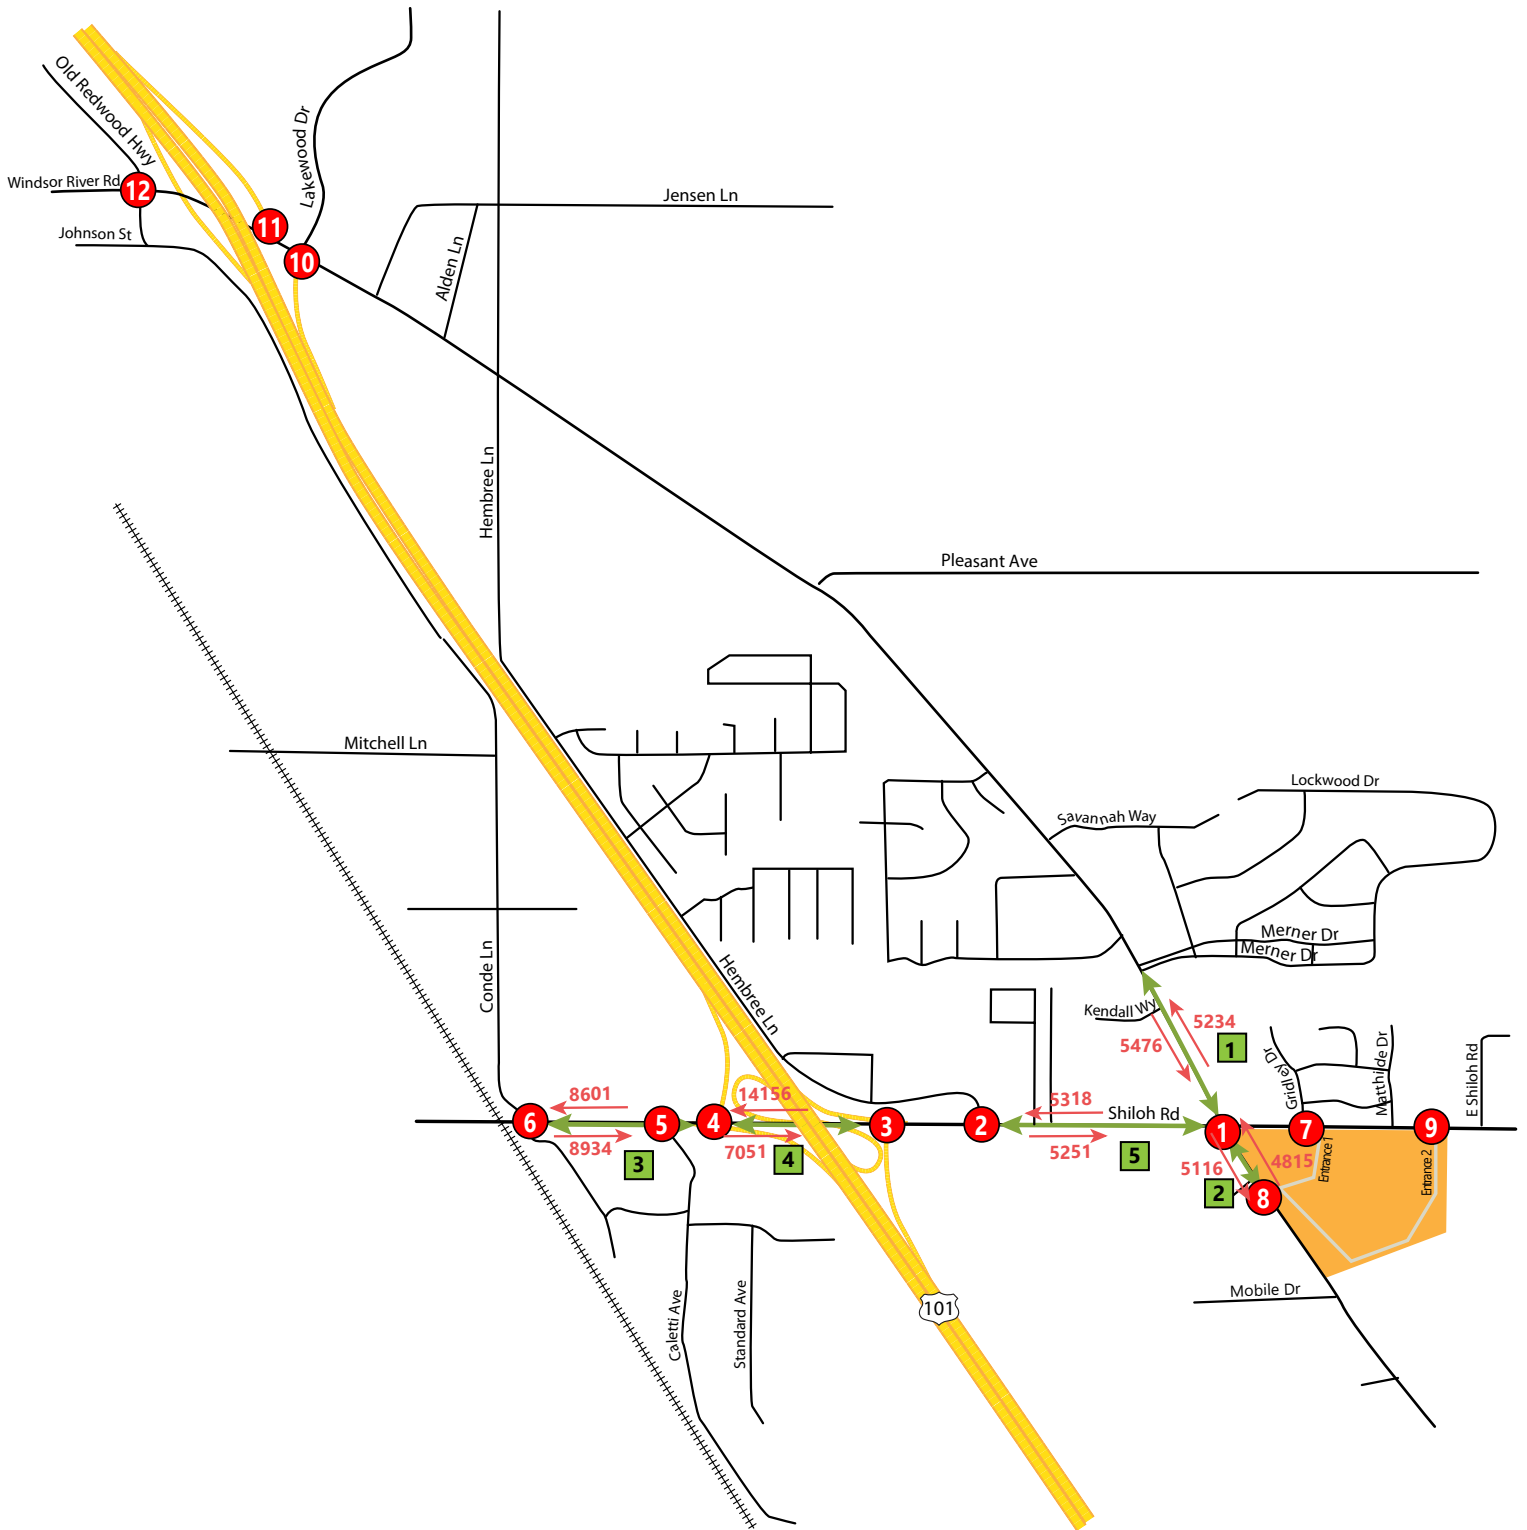 Old Redwood Hwy
Lakewood Dr
Windsor River Rd
12
Jensen Ln
11
Johnson St
10
Alden Ln
Hembree Ln
Pleasant Ave
Mitchell Ln
Lockwood Dr
Savannah Way
Merner Dr
Merner Dr
Conde Ln
Hembree Ln
Kendall Wy
5234
5476
1
Gridley Dr
Matthilde Dr
E Shiloh Rd
8601
14156
5318
Shiloh Rd
6
5
4
3
2
1
7
9
8934
3
7051
4
5251
5
5116
4815
Entrance 1
Entrance 2
2
8
Mobile Dr
101
Caletti Ave
Standard Ave